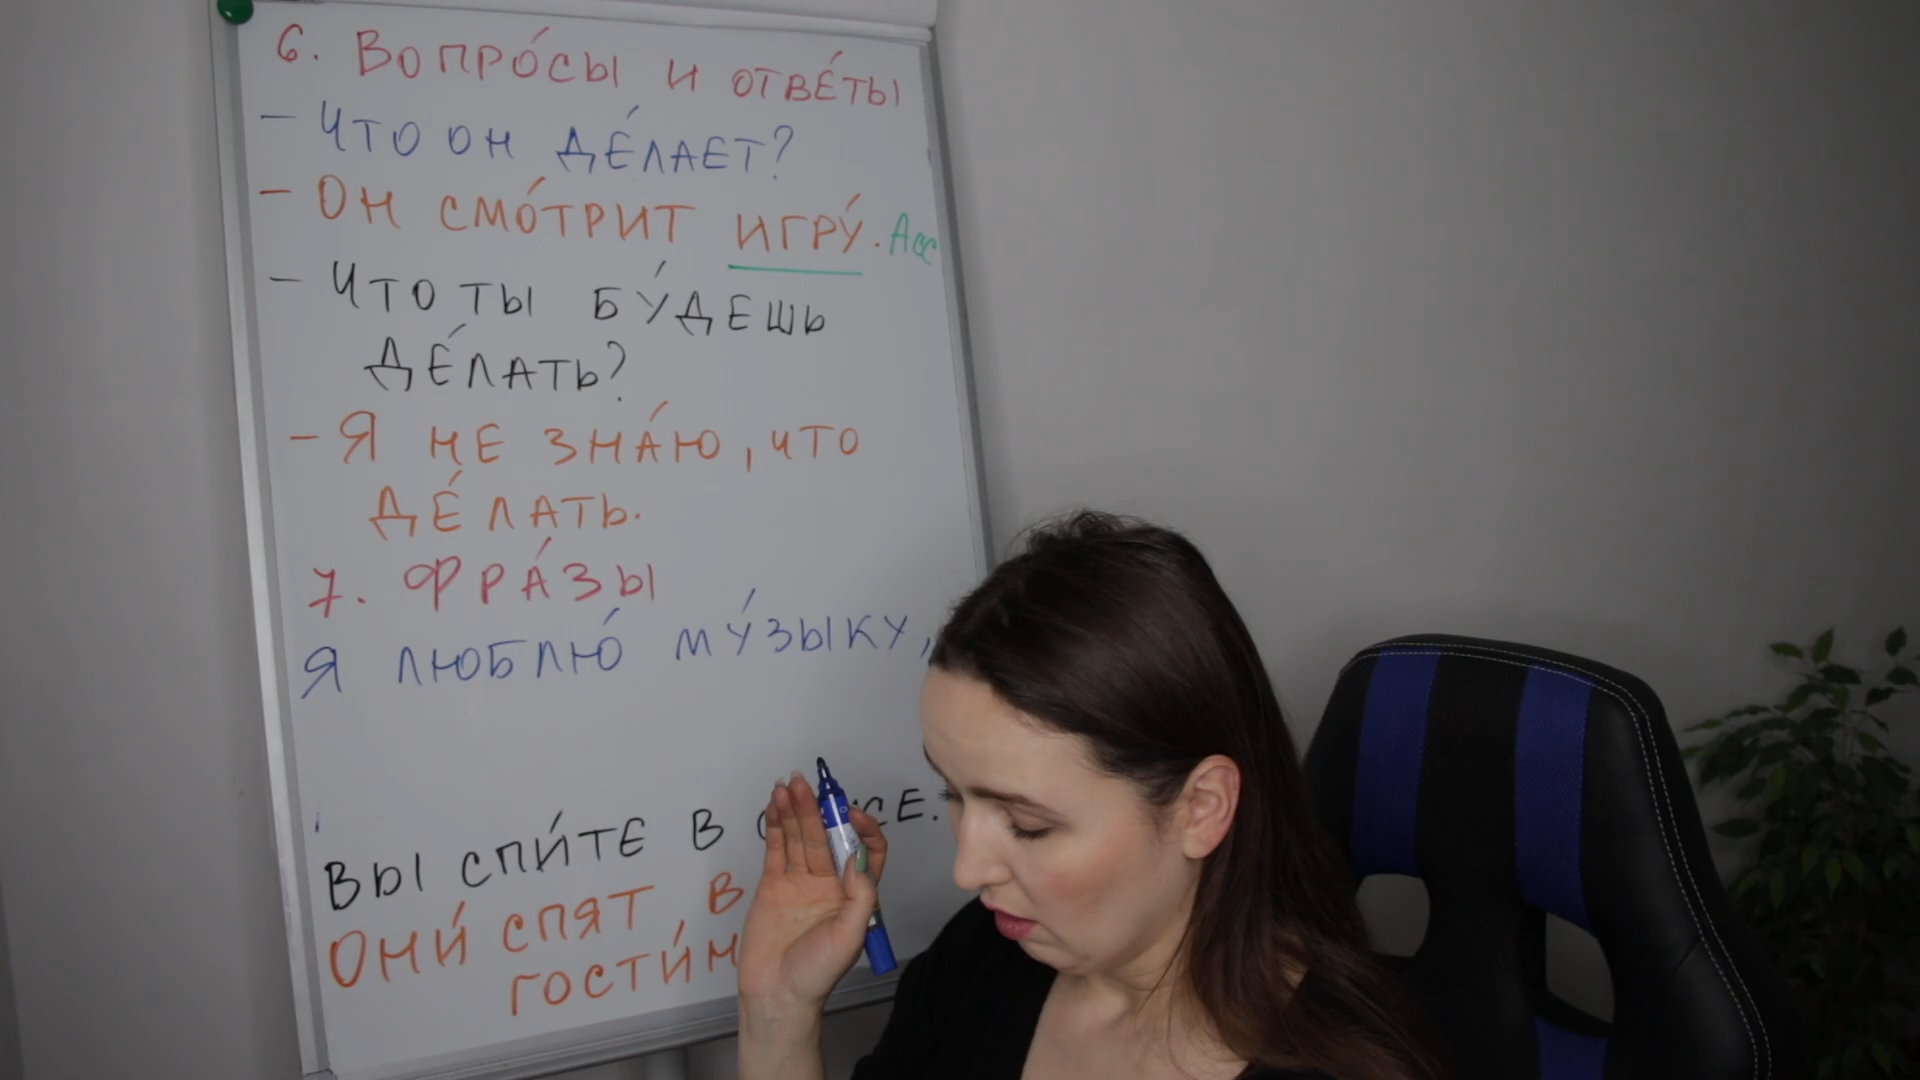 6. ВОПРО́СЫ И ОТВЕ́ТЫ
- ЧТО ОН ДЕ́ЛАЕТ?
- ОН СМО́ТРИТ ИГРУ́. Acc
- ЧТО ТЫ БУ́ДЕШЬ
ДЕ́ЛАТЬ?
- Я НЕ ЗНА́Ю, ЧТО
ДЕ́ЛАТЬ.
7. ФРА́ЗЫ
Я ЛЮБЛЮ́ МУ́ЗЫКУ,
ВЫ СПИ́ТЕ В
ОНИ́ СПЯТ, В